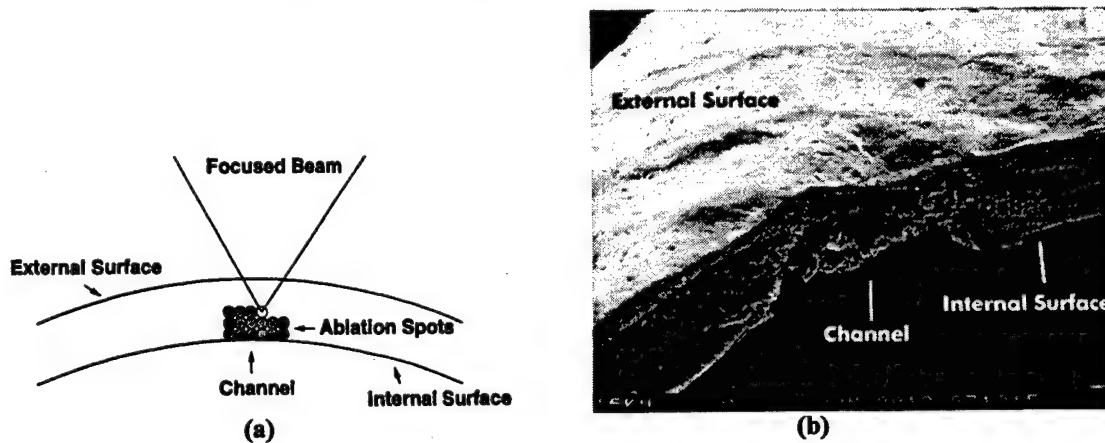 Focused Beam
External Surface
Ablation Spots
Channel
Internal Surface
(a)
External Surface
Internal Surface
Channel
(b)